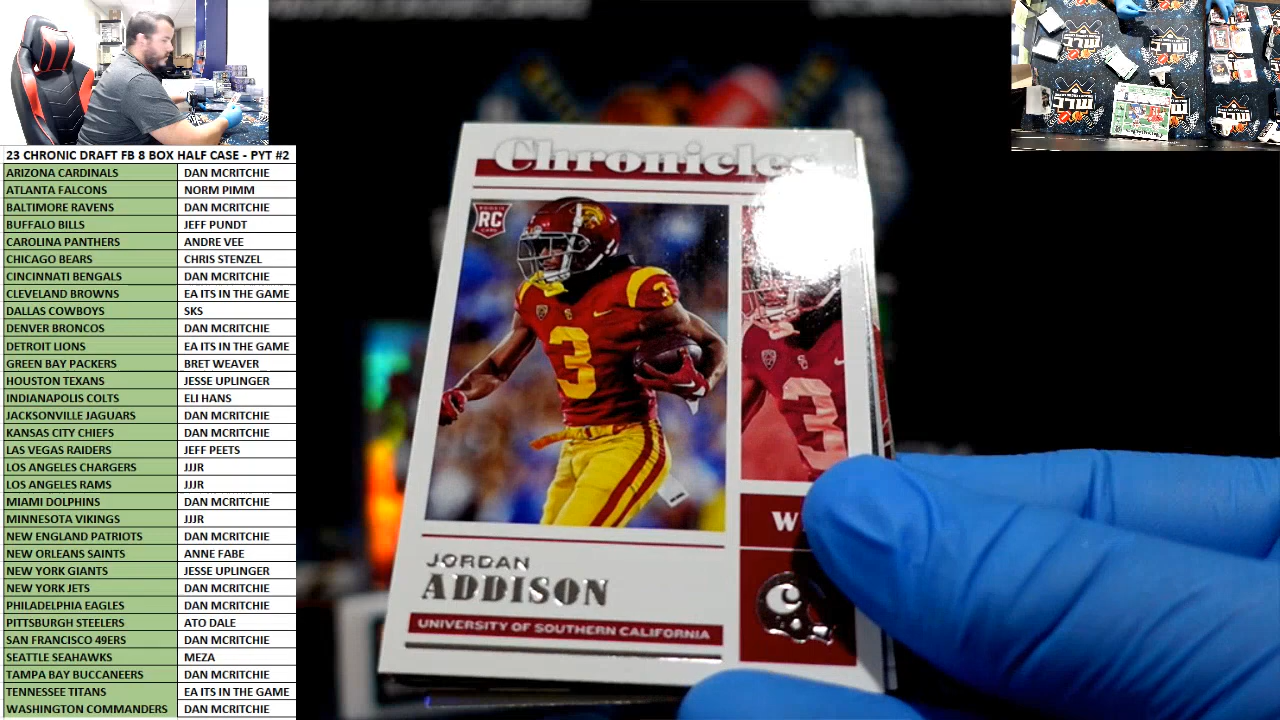 23 CHRONIC DRAFT FB 8 BOX HALF CASE - PYT #2
ARIZONA CARDINALS DAN MCRITCHIE
ATLANTA FALCONS NORM PIMM
BALTIMORE RAVENS DAN MCRITCHIE
BUFFALO BILLS JEFF PUNDT
CAROLINA PANTHERS ANDRE VEE
CHICAGO BEARS CHRIS STENZEL
CINCINNATI BENGALS DAN MCRITCHIE
CLEVELAND BROWNS EA ITS IN THE GAME
DALLAS COWBOYS SKS
DENVER BRONCOS DAN MCRITCHIE
DETROIT LIONS EA ITS IN THE GAME
GREEN BAY PACKERS BRET WEAVER
HOUSTON TEXANS JESSE UPLINGER
INDIANAPOLIS COLTS ELI HANS
JACKSONVILLE JAGUARS DAN MCRITCHIE
KANSAS CITY CHIEFS DAN MCRITCHIE
LAS VEGAS RAIDERS JEFF PEETS
LOS ANGELES CHARGERS JJJR
LOS ANGELES RAMS JJJR
MIAMI DOLPHINS DAN MCRITCHIE
MINNESOTA VIKINGS JJJR
NEW ENGLAND PATRIOTS DAN MCRITCHIE
NEW ORLEANS SAINTS ANNE FABE
NEW YORK GIANTS JESSE UPLINGER
NEW YORK JETS DAN MCRITCHIE
PHILADELPHIA EAGLES DAN MCRITCHIE
PITTSBURGH STEELERS ATO DALE
SAN FRANCISCO 49ERS DAN MCRITCHIE
SEATTLE SEAHAWKS MEZA
TAMPA BAY BUCCANEERS DAN MCRITCHIE
TENNESSEE TITANS EA ITS IN THE GAME
WASHINGTON COMMANDERS DAN MCRITCHIE
Chronicles
RC
3
3
3
W
JORDAN
ADDISON
UNIVERSITY OF SOUTHERN CALIFORNIA